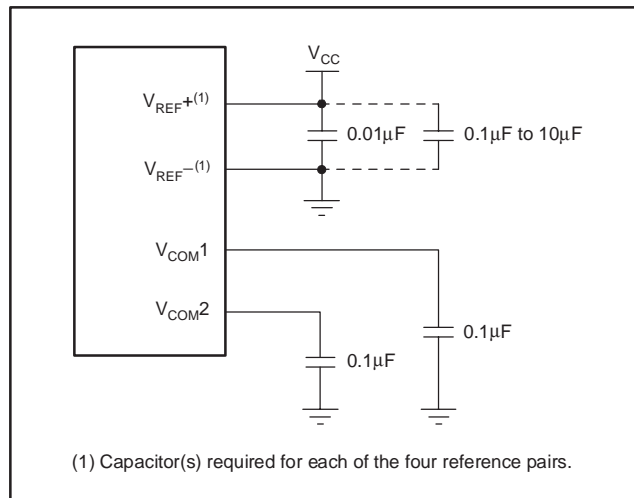 V_CC
V_REF+(1)
0.01μF
0.1μF to 10μF
V_REF−(1)
V_COM1
V_COM2
0.1μF
0.1μF
(1) Capacitor(s) required for each of the four reference pairs.